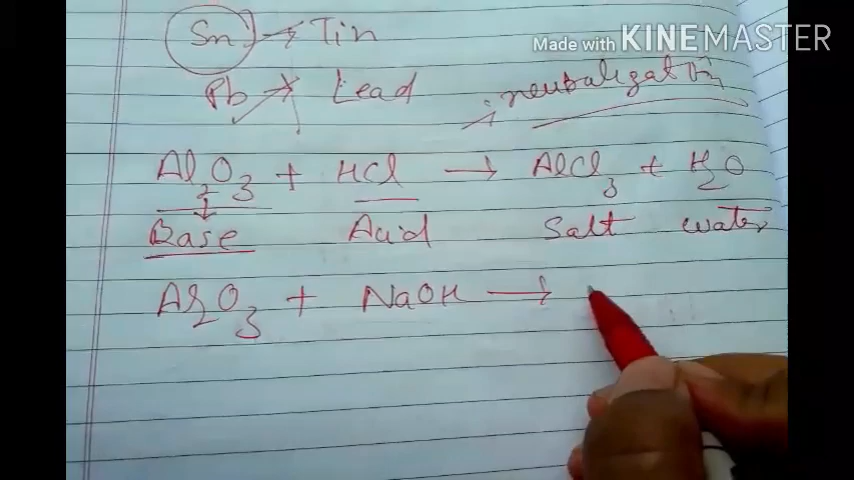 Sn → Tin
Made with KINEMASTER
Pb → Lead
neutralization
Al2O3 + HCl → AlCl3 + H2O
Base Acid Salt water
Al2O3 + NaOH →